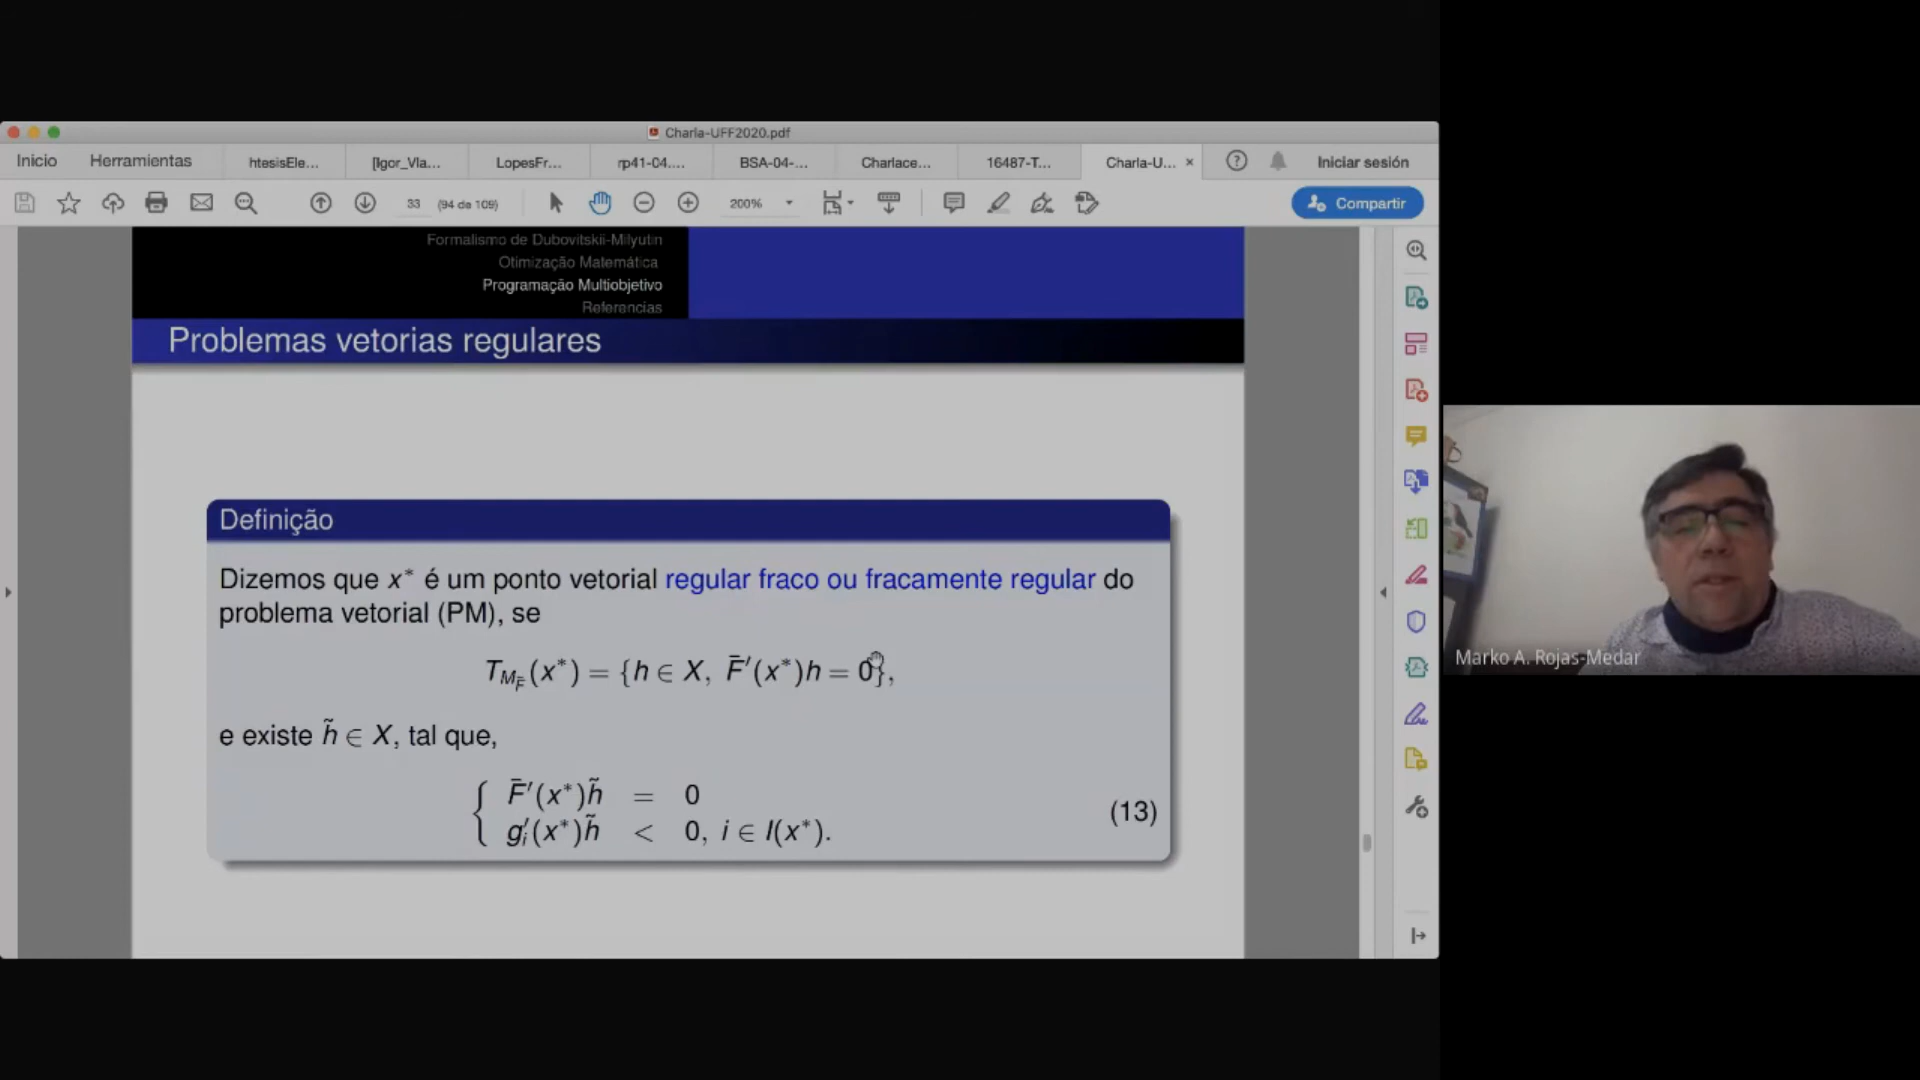 Charla-UFF2020.pdf
Inicio Herramientas htesisEle... [Igor_Vla... LopesFr... rp41-04.... BSA-04-... Charlace... 16487-T... Charla-U... × Iniciar sesión
33 (94 de 109) 200% Compartir
Formalismo de Dubovitskii-Milyutin
Otimização Matemática
Programação Multiobjetivo
Referencias
Problemas vetorias regulares
Definição
Dizemos que x* é um ponto vetorial regular fraco ou fracamente regular do
problema vetorial (PM), se
T_{M_{F̄}}(x*) = {h ∈ X, F̄′(x*)h = 0},
e existe h̃ ∈ X, tal que,
F̄′(x*)h̃ = 0
g′ᵢ(x*)h̃ < 0, i ∈ I(x*).
(13)
Marko A. Rojas-Medar